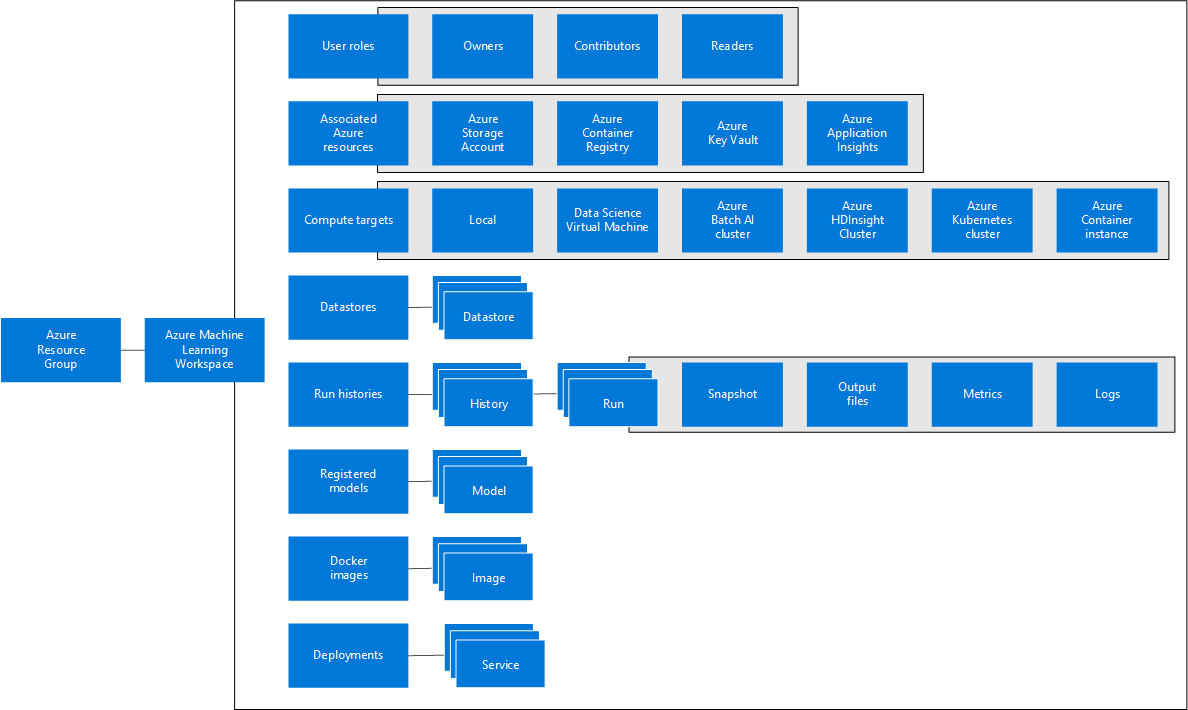 User roles
Owners
Contributors
Readers
Associated
Azure
resources
Azure
Storage
Account
Azure
Container
Registry
Azure
Key Vault
Azure
Application
Insights
Compute targets
Local
Data Science
Virtual Machine
Azure
Batch AI
cluster
Azure
HDInsight
Cluster
Azure
Kubernetes
cluster
Azure
Container
instance
Datastores
Datastore
Azure
Resource
Group
Azure Machine
Learning
Workspace
Run histories
History
Run
Snapshot
Output
files
Metrics
Logs
Registered
models
Model
Docker
images
Image
Deployments
Service